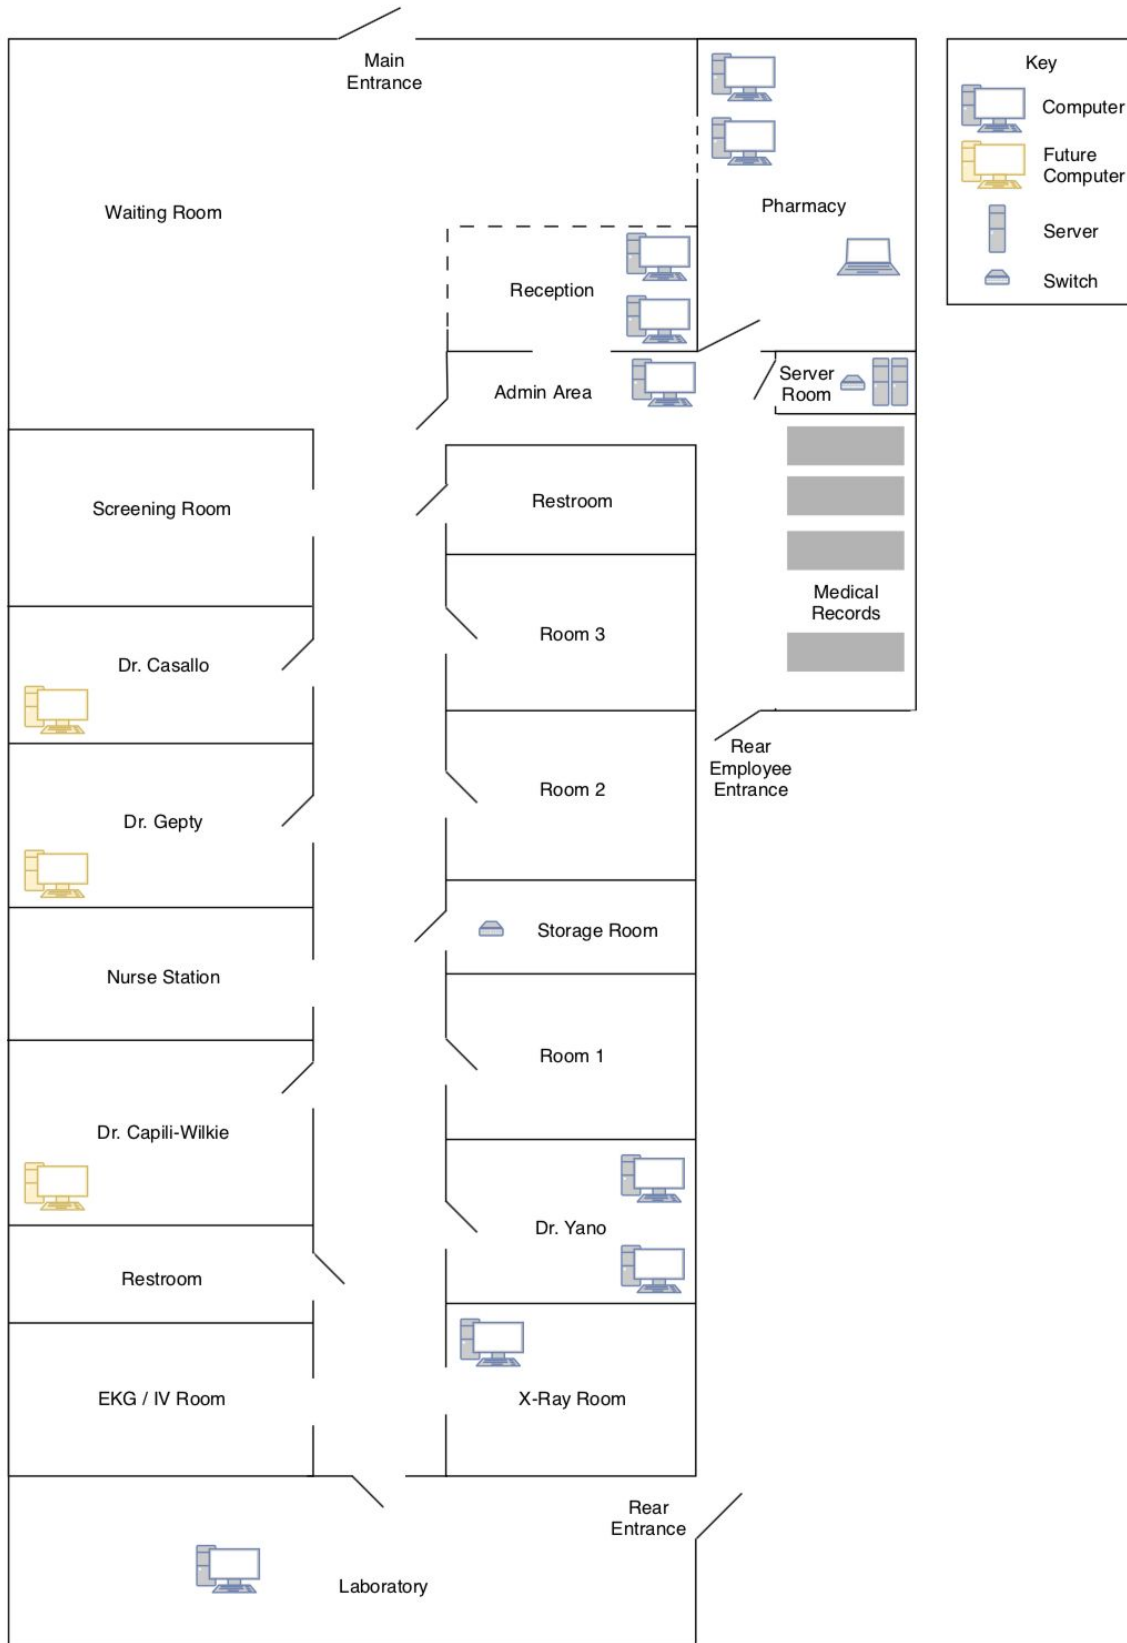 Main
Entrance
Key
Computer
Future
Computer
Server
Switch
Waiting Room
Pharmacy
Reception
Admin Area
Server
Room
Screening Room
Restroom
Medical
Records
Room 3
Dr. Casallo
Rear
Employee
Entrance
Room 2
Dr. Gepty
Storage Room
Nurse Station
Room 1
Dr. Capili-Wilkie
Dr. Yano
Restroom
EKG / IV Room
X-Ray Room
Rear
Entrance
Laboratory